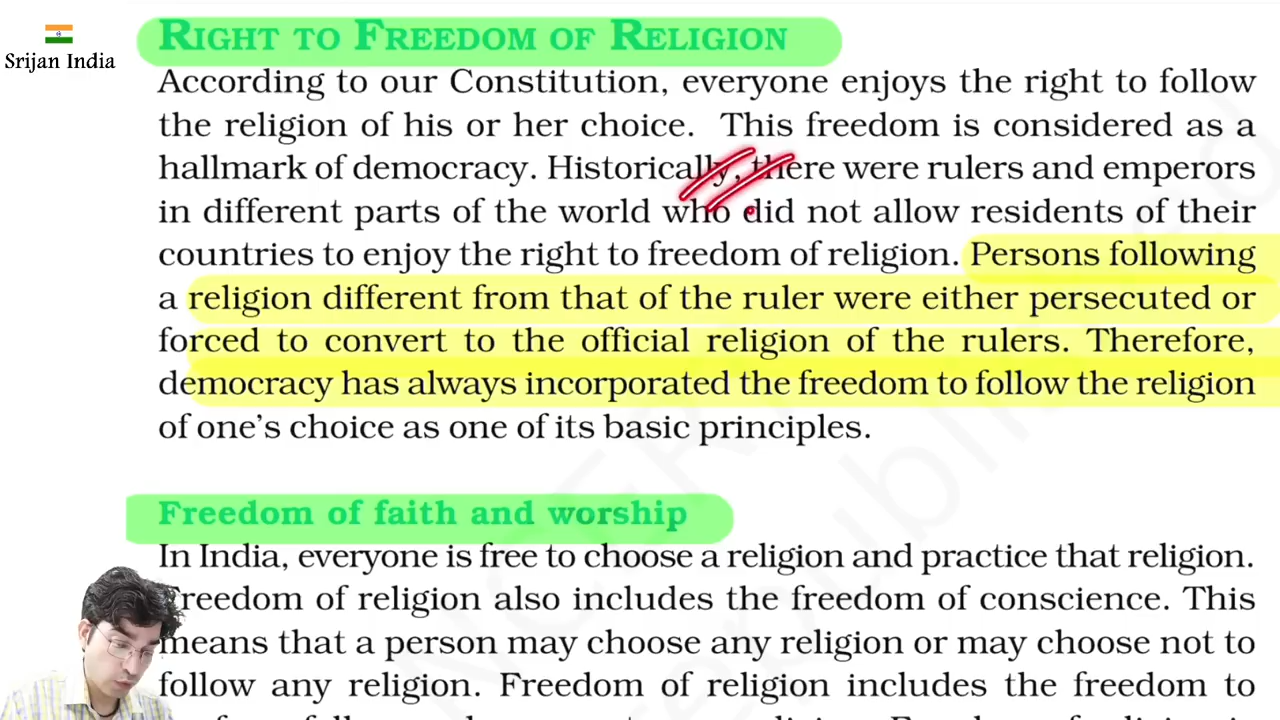 RIGHT TO FREEDOM OF RELIGION
Srijan India
According to our Constitution, everyone enjoys the right to follow
the religion of his or her choice. This freedom is considered as a
hallmark of democracy. Historically, there were rulers and emperors
in different parts of the world who did not allow residents of their
countries to enjoy the right to freedom of religion. Persons following
a religion different from that of the ruler were either persecuted or
forced to convert to the official religion of the rulers. Therefore,
democracy has always incorporated the freedom to follow the religion
of one's choice as one of its basic principles.
Freedom of faith and worship
In India, everyone is free to choose a religion and practice that religion.
Freedom of religion also includes the freedom of conscience. This
means that a person may choose any religion or may choose not to
follow any religion. Freedom of religion includes the freedom to